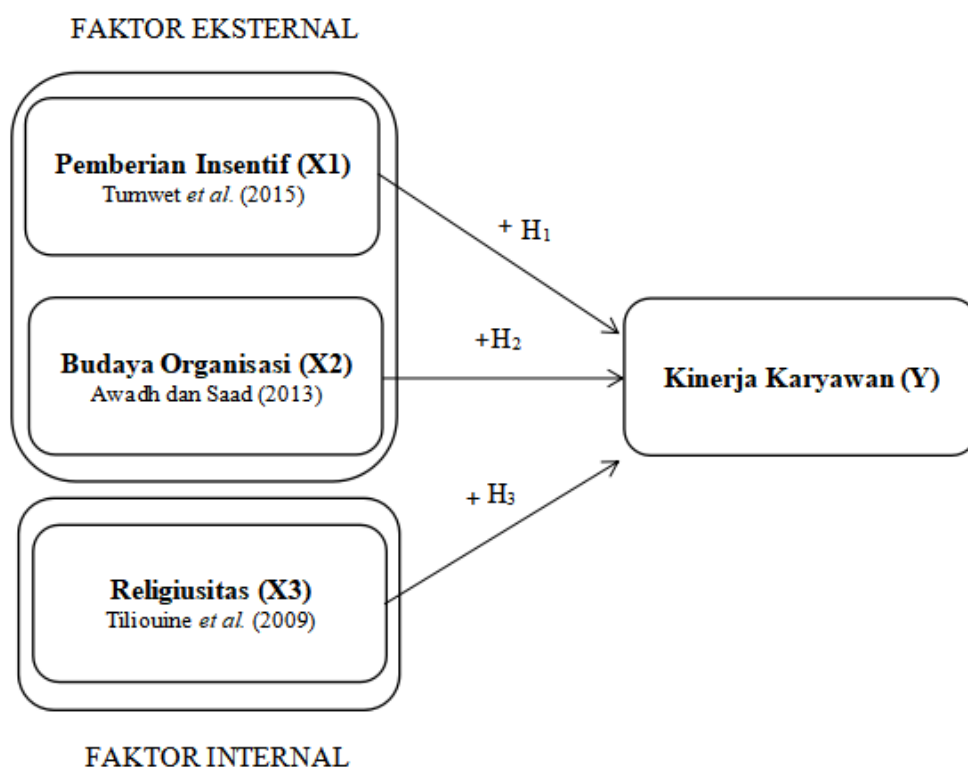 FAKTOR EKSTERNAL
Pemberian Insentif (X1)
Tumwet et al. (2015)
+ H₁
Budaya Organisasi (X2)
Awadh dan Saad (2013)
+H₂
Kinerja Karyawan (Y)
+ H₃
Religiusitas (X3)
Tiliouine et al. (2009)
FAKTOR INTERNAL